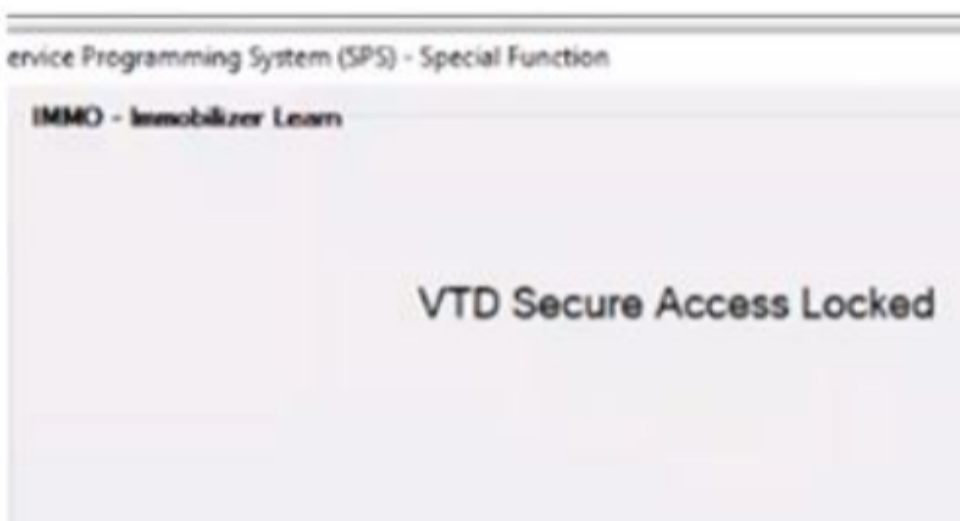 ervice Programming System (SPS) - Special Function
IMMO - Immobilizer Learn
VTD Secure Access Locked